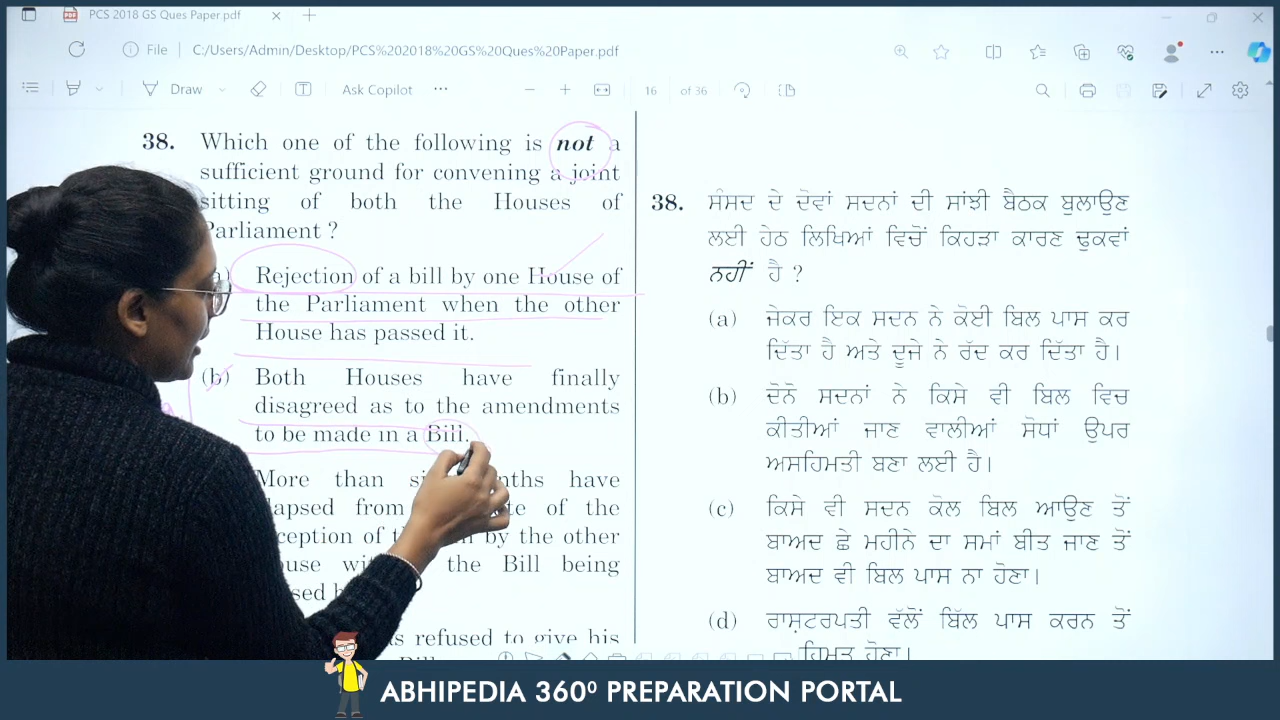 PCS 2018 GS Ques Paper.pdf
File
C:/Users/Admin/Desktop/PCS%202018%20GS%20Ques%20Paper.pdf
Draw
Ask Copilot
16 of 36
38. Which one of the following is not a
sufficient ground for convening a joint
sitting of both the Houses of
Parliament ?
Rejection of a bill by one House of
the Parliament when the other
House has passed it.
(b) Both Houses have finally
disagreed as to the amendments
to be made in a Bill.
More than have
from of the
by the other
the Bill being
refused to give his
38. ਸੰਸਦ ਦੇ ਦੋਵਾਂ ਸਦਨਾਂ ਦੀ ਸਾਂਝੀ ਬੈਠਕ ਬੁਲਾਉਣ
ਲਈ ਹੇਠ ਲਿਖਿਆਂ ਵਿਚੋਂ ਕਿਹੜਾ ਕਾਰਣ ਢੁਕਵਾਂ
ਨਹੀਂ ਹੈ ?
(a) ਜੇਕਰ ਇਕ ਸਦਨ ਨੇ ਕੋਈ ਬਿਲ ਪਾਸ ਕਰ
ਦਿੱਤਾ ਹੈ ਅਤੇ ਦੂਜੇ ਨੇ ਰੱਦ ਕਰ ਦਿੱਤਾ ਹੈ।
(b) ਦੋਨੋ ਸਦਨਾਂ ਨੇ ਕਿਸੇ ਵੀ ਬਿਲ ਵਿਚ
ਕੀਤੀਆਂ ਜਾਣ ਵਾਲੀਆਂ ਸੋਧਾਂ ਉਪਰ
ਅਸਹਿਮਤੀ ਬਣਾ ਲਈ ਹੈ।
(c) ਕਿਸੇ ਵੀ ਸਦਨ ਕੋਲ ਬਿਲ ਆਉਣ ਤੋਂ
ਬਾਅਦ ਛੇ ਮਹੀਨੇ ਦਾ ਸਮਾਂ ਬੀਤ ਜਾਣ ਤੋਂ
ਬਾਅਦ ਵੀ ਬਿਲ ਪਾਸ ਨਾ ਹੋਣਾ।
(d) ਰਾਸ਼ਟਰਪਤੀ ਵੱਲੋਂ ਬਿੱਲ ਪਾਸ ਕਰਨ ਤੋਂ
ਹੋਣਾ।
ABHIPEDIA 360⁰ PREPARATION PORTAL